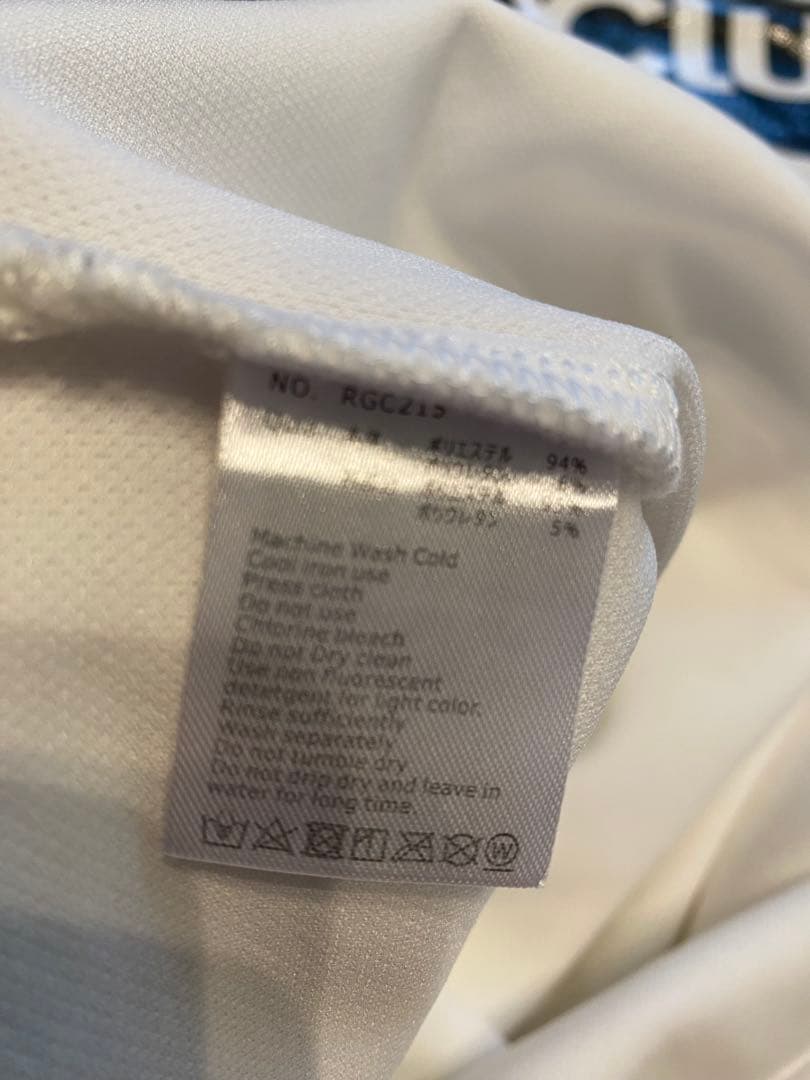 Clu
NO. RGC215
ポリエステル 94%
ポリウレタン 6%
ポリエステル
ポリウレタン 5%
Machine Wash Cold
Cool iron use
Press cloth
Do not use
Chlorine bleach
Do not Dry clean
Use non fluorescent
detetgent for light color.
Rinse sufficiently
Wash separately
Do not tumble dry
Do not drip dry and leave in
water for long time.
W